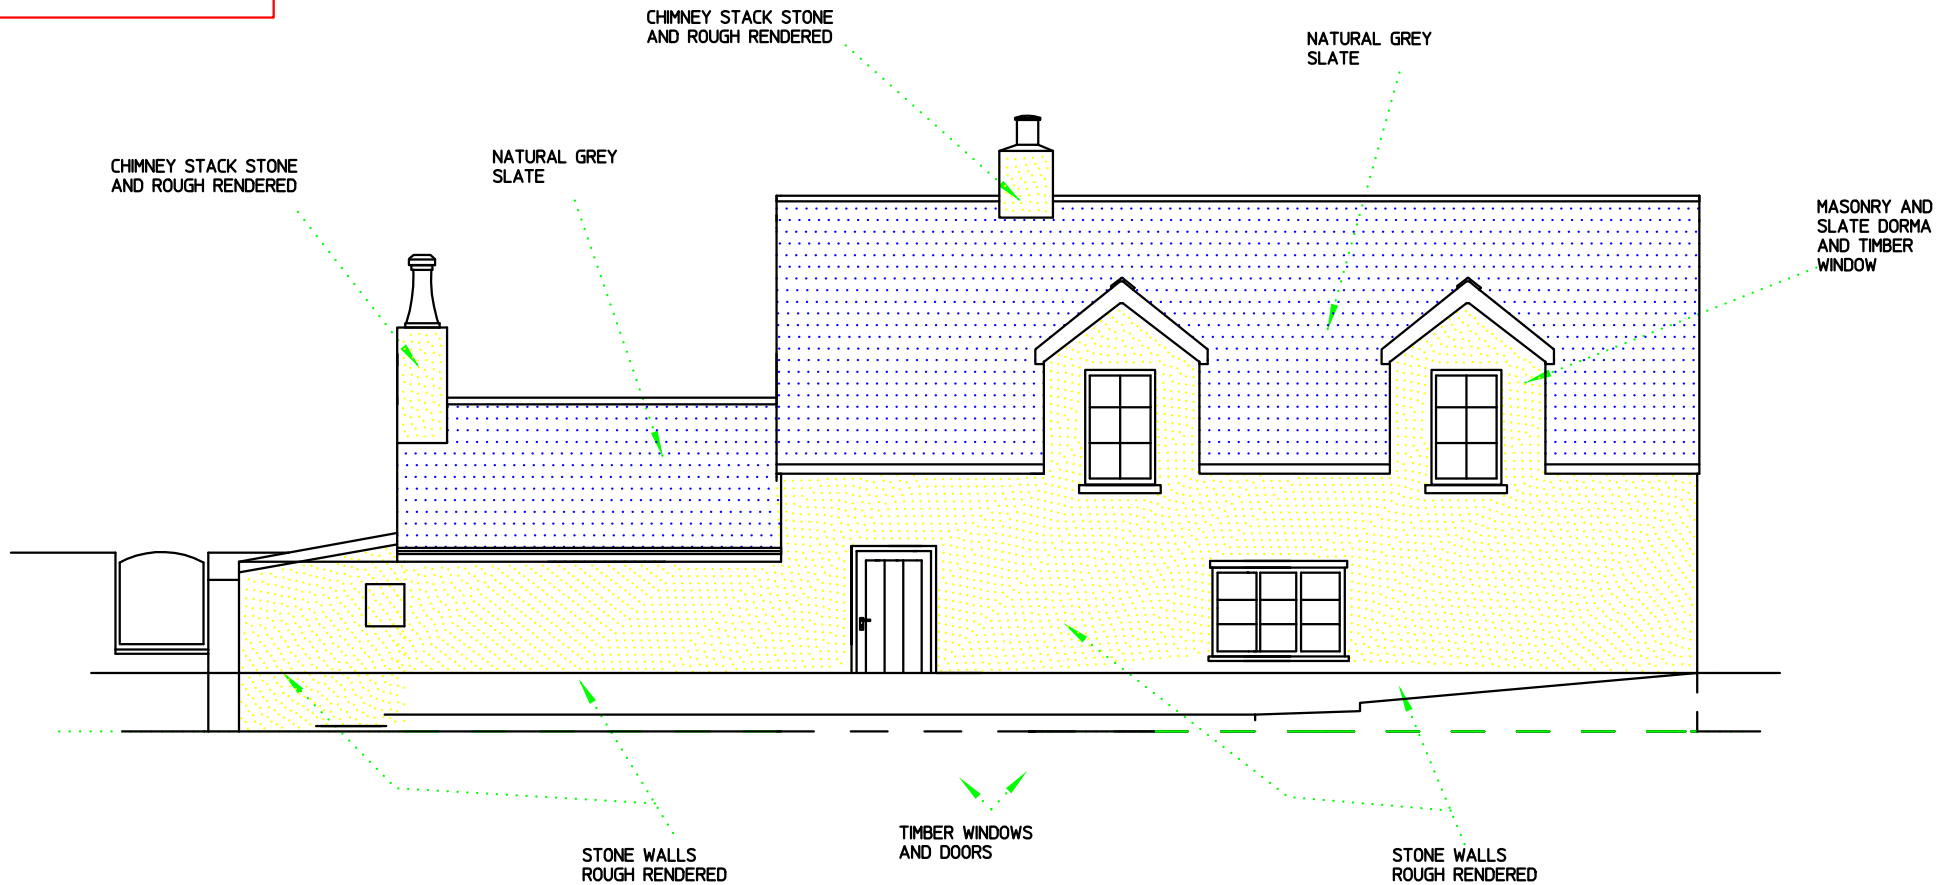 CHIMNEY STACK STONE
AND ROUGH RENDERED
NATURAL GREY
SLATE
CHIMNEY STACK STONE
AND ROUGH RENDERED
NATURAL GREY
SLATE
MASONRY AND
SLATE DORMA
AND TIMBER
WINDOW
TIMBER WINDOWS
AND DOORS
STONE WALLS
ROUGH RENDERED
STONE WALLS
ROUGH RENDERED